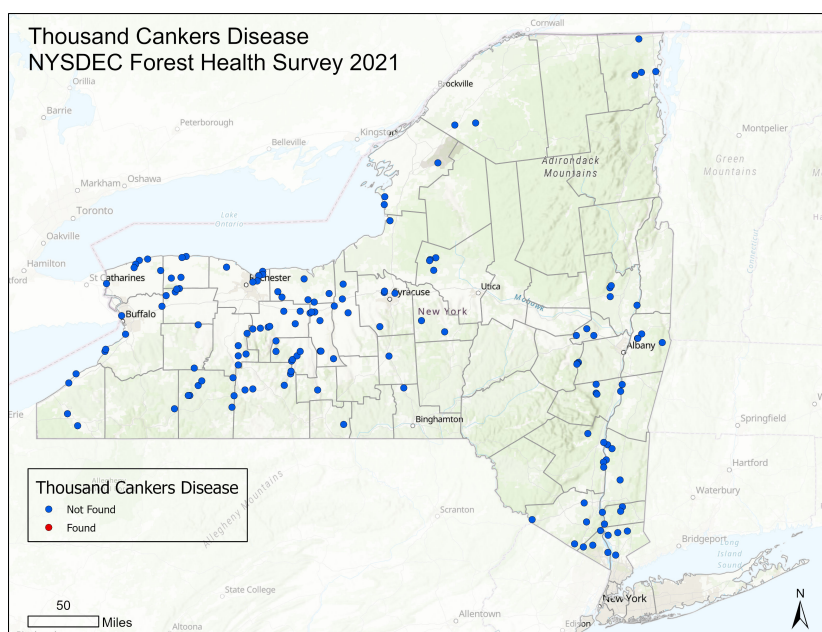 Thousand Cankers Disease
NYSDEC Forest Health Survey 2021
Cornwall
Orillia
Brockville
Barrie
Peterborough
Kingston
Montpelier
Belleville
Adirondack
Mountains
Green
Mountains
Markham
Oshawa
Toronto
Lake
Ontario
Oakville
Hamilton
St Catharines
Rochester
Syracuse
Utica
Mohawk
Buffalo
New York
Albany
Erie
Binghamton
Springfield
Hartford
Thousand Cankers Disease
Not Found
Found
Allegheny Mountains
Scranton
Waterbury
Bridgeport
Long
Island
Sound
State College
New York
Allentown
Altoona
Edison
50
Miles
N